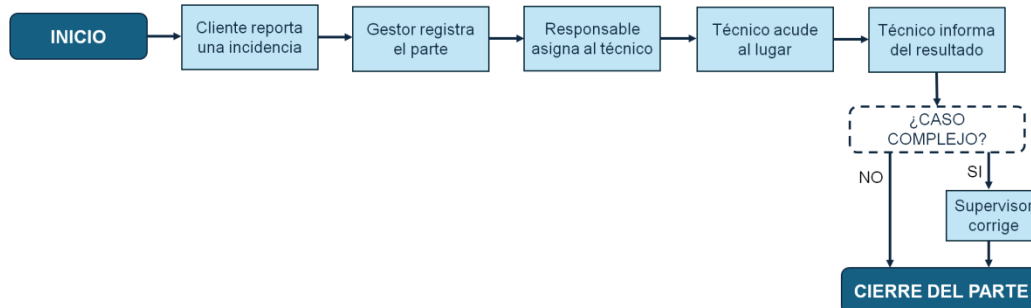 INICIO
Cliente reporta
una incidencia
Gestor registra
el parte
Responsable
asigna al técnico
Técnico acude
al lugar
Técnico informa
del resultado
¿CASO
COMPLEJO?
NO
SI
Supervisor
corrige
CIERRE DEL PARTE